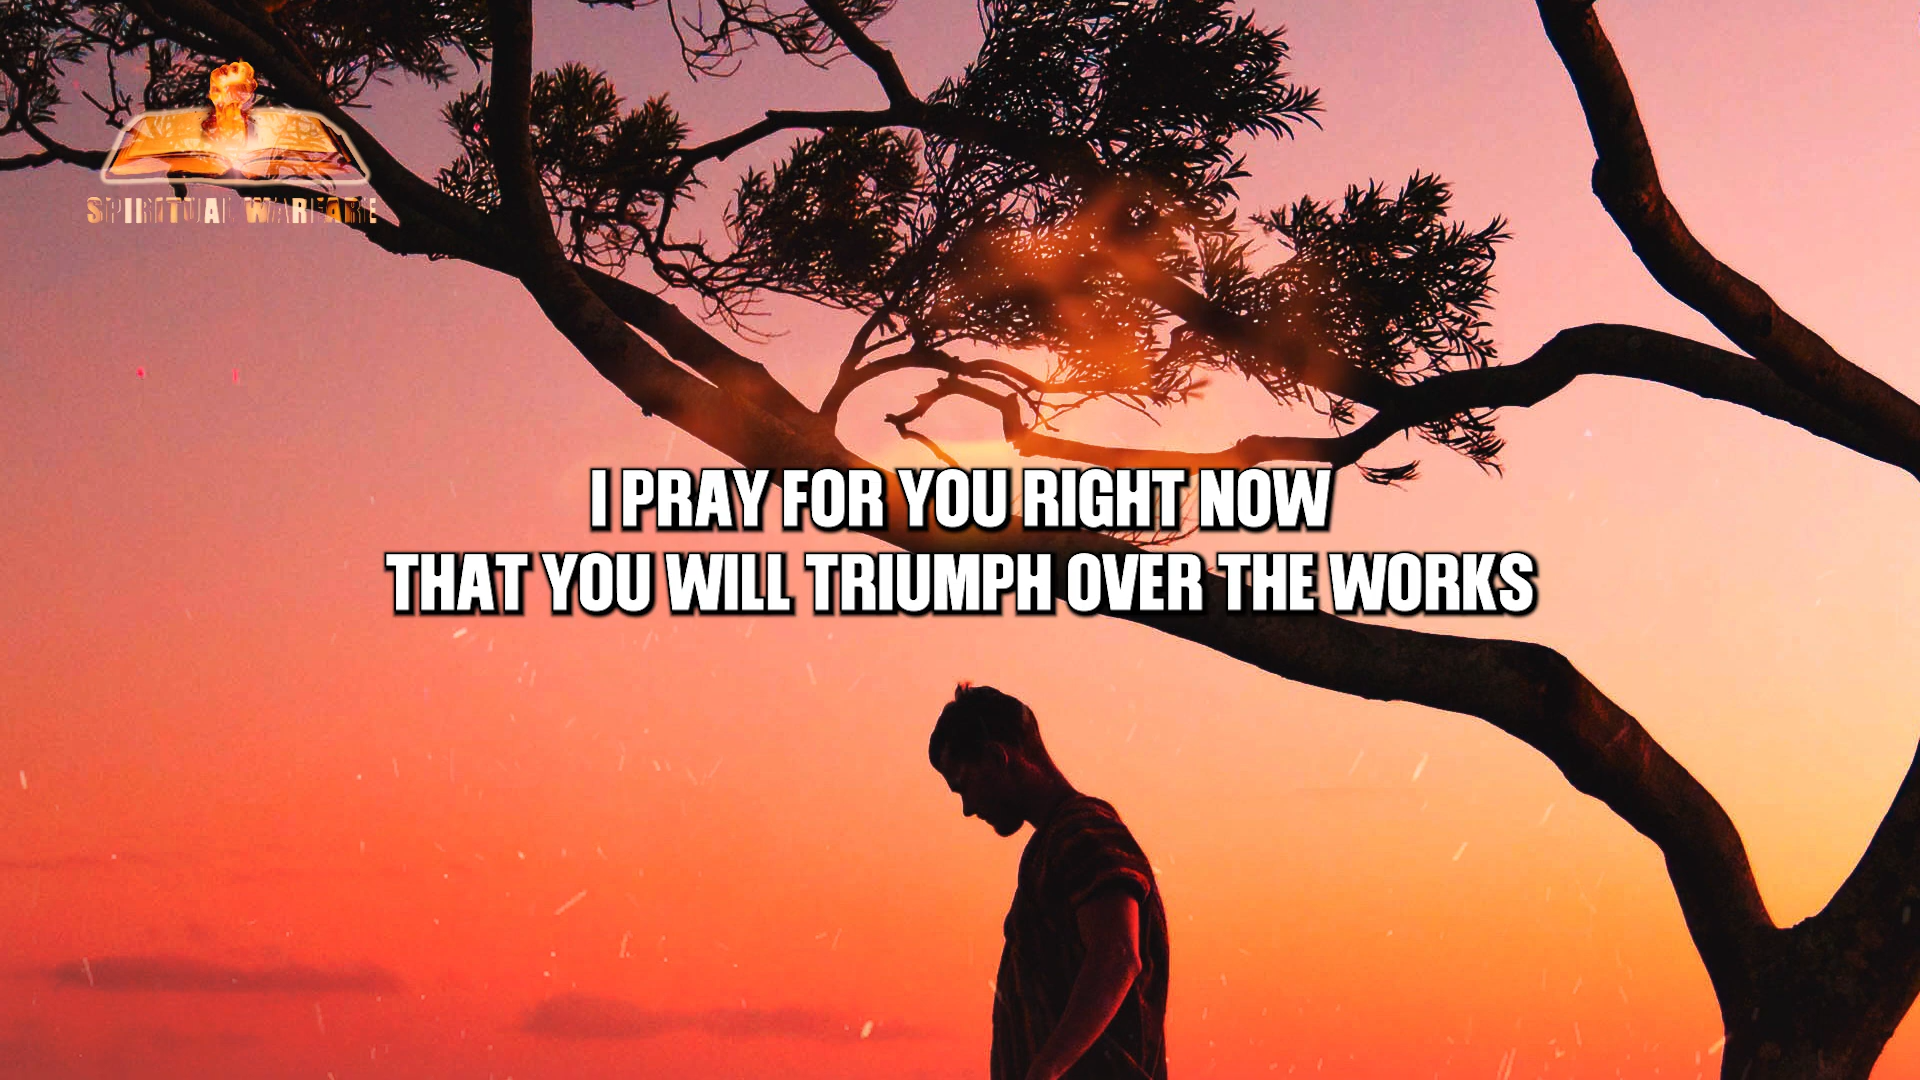 SPIRITUAL WARFARE
I PRAY FOR YOU RIGHT NOW
THAT YOU WILL TRIUMPH OVER THE WORKS